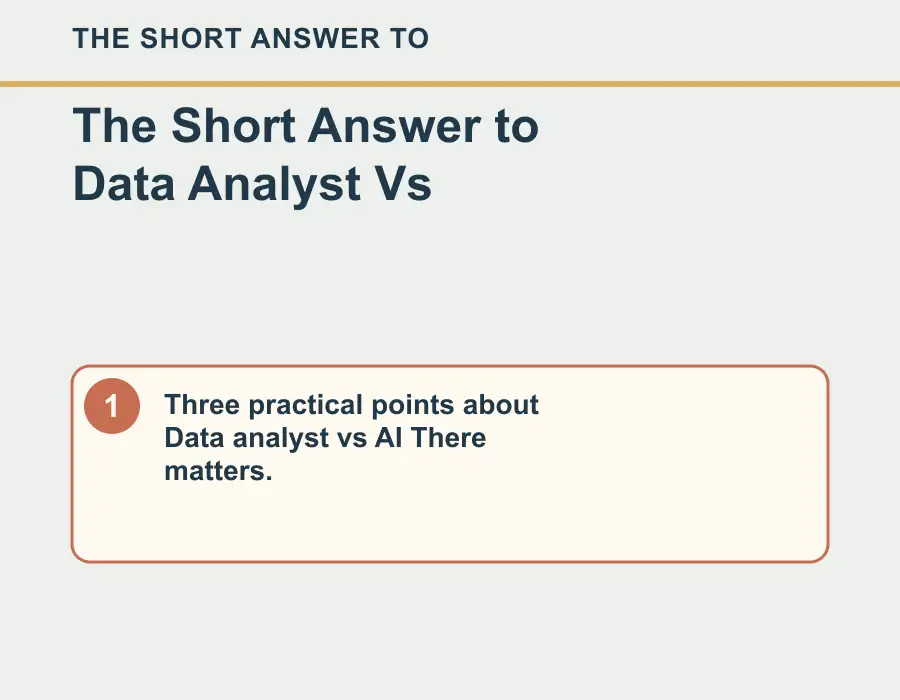 THE SHORT ANSWER TO
The Short Answer to
Data Analyst Vs
1
Three practical points about
Data analyst vs AI There
matters.